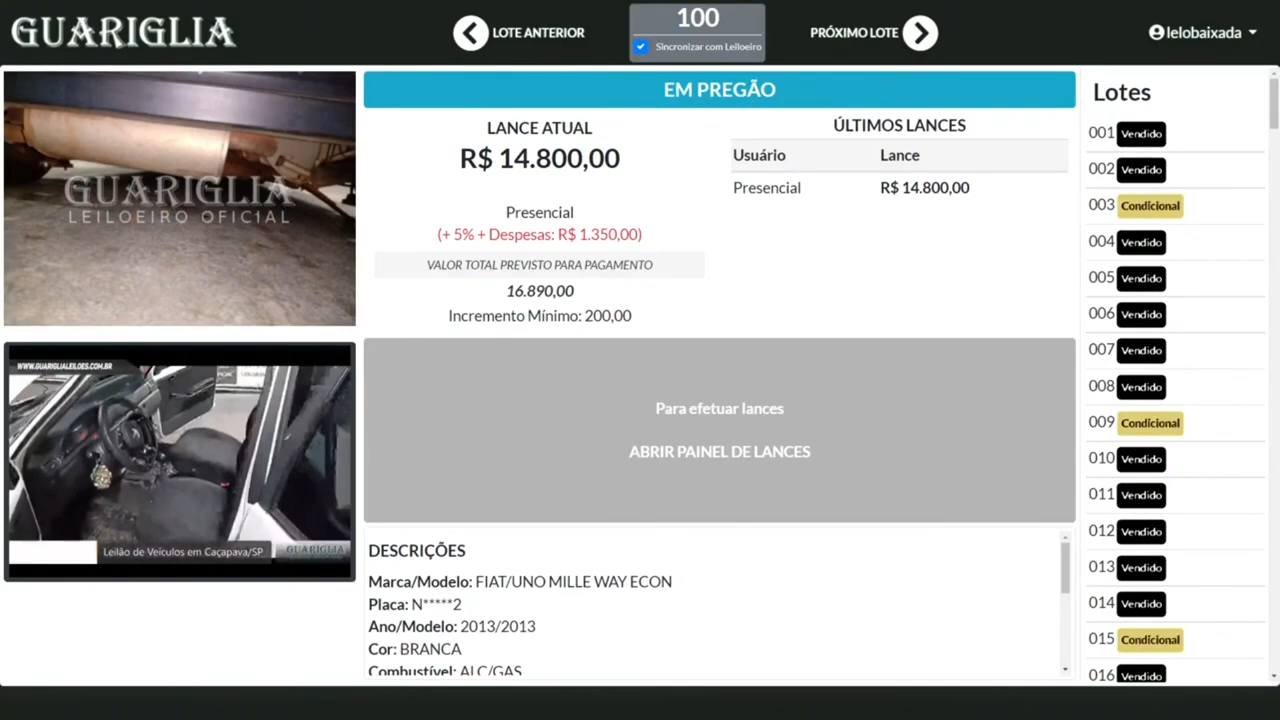 GUARIGLIA
LOTE ANTERIOR
100
Sincronizar com Leiloeiro
PRÓXIMO LOTE
lelobaixada
GUARIGLIA
LEILOEIRO OFICIAL
WWW.GUARIGLIALEILOES.COM.BR
Leilão de Veículos em Caçapava/SP
GUARIGLIA
EM PREGÃO
LANCE ATUAL
R$ 14.800,00
Presencial
(+ 5% + Despesas: R$ 1.350,00)
VALOR TOTAL PREVISTO PARA PAGAMENTO
16.890,00
Incremento Mínimo: 200,00
ÚLTIMOS LANCES
Usuário Lance
Presencial R$ 14.800,00
Para efetuar lances
ABRIR PAINEL DE LANCES
DESCRIÇÕES
Marca/Modelo: FIAT/UNO MILLE WAY ECON
Placa: N*****2
Ano/Modelo: 2013/2013
Cor: BRANCA
Combustível: ALC/GAS
Lotes
001 Vendido
002 Vendido
003 Condicional
004 Vendido
005 Vendido
006 Vendido
007 Vendido
008 Vendido
009 Condicional
010 Vendido
011 Vendido
012 Vendido
013 Vendido
014 Vendido
015 Condicional
016 Vendido